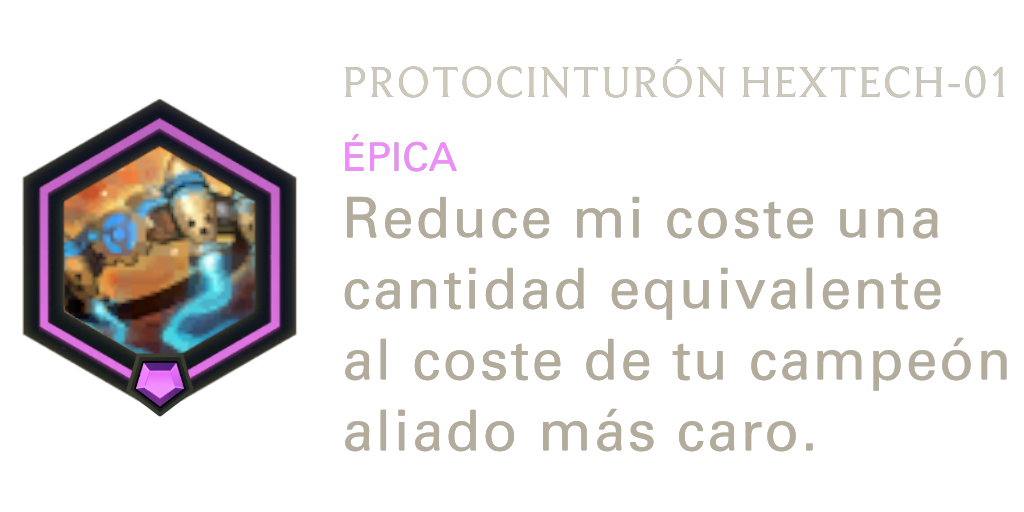 PROTOCINTURÓN HEXTECH-01
ÉPICA
Reduce mi coste una
cantidad equivalente
al coste de tu campeón
aliado más caro.